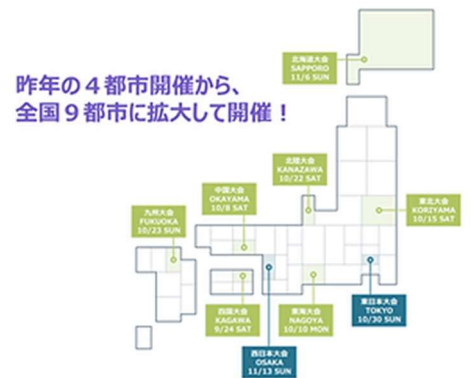 昨年の4都市開催から、
全国9都市に拡大して開催!
北海道大会
SAPPORO
11/6 SUN
北陸大会
KANAZAWA
10/22 SAT
中国大会
OKAYAMA
10/8 SAT
東北大会
KORIYAMA
10/15 SAT
九州大会
FUKUOKA
10/23 SUN
四国大会
KAGAWA
9/24 SAT
東海大会
NAGOYA
10/10 MON
東日本大会
TOKYO
10/30 SUN
西日本大会
OSAKA
11/13 SUN